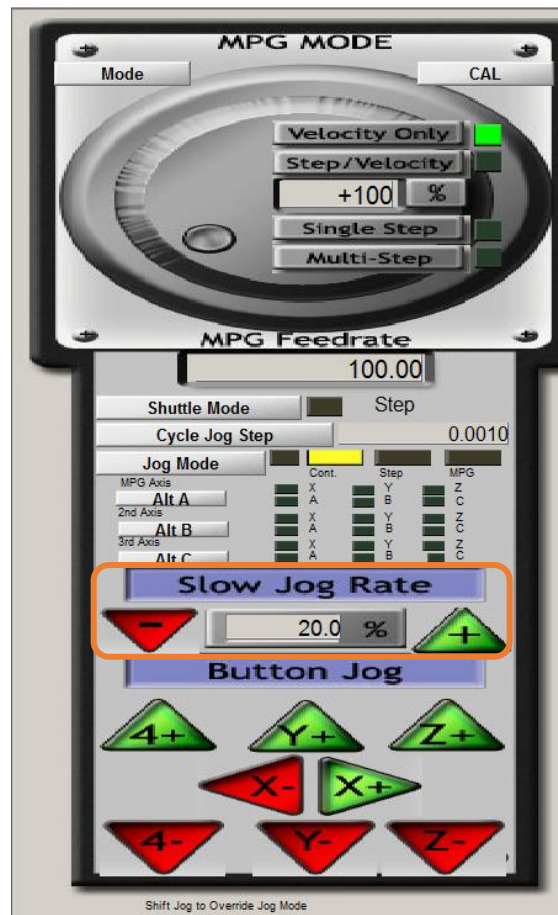 MPG MODE
Mode CAL
Velocity Only
Step/Velocity
+100 %
Single Step
Multi-Step
MPG Feedrate
100.00
Shuttle Mode Step
Cycle Jog Step 0.0010
Jog Mode Cont. Step MPG
MPG Axis X Y Z
Alt A A B C
2nd Axis X Y Z
Alt B A B C
3rd Axis X Y Z
Alt C A B C
Slow Jog Rate
- 20.0 % +
Button Jog
4+ Y+ Z+
X- X+
4- Y- Z-
Shift Jog to Override Jog Mode